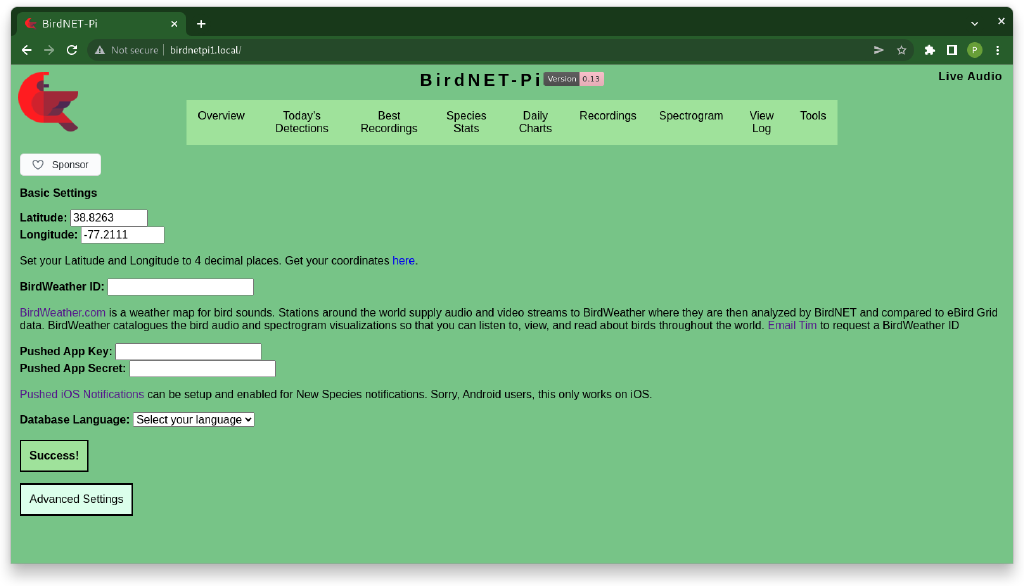 BirdNET-Pi
Not secure | birdnetpi1.local/
P
BirdNET-Pi Version 0.13
Live Audio
Overview
Today's Detections
Best Recordings
Species Stats
Daily Charts
Recordings
Spectrogram
View Log
Tools
Sponsor
Basic Settings
Latitude: 38.8263
Longitude: -77.2111
Set your Latitude and Longitude to 4 decimal places. Get your coordinates here.
BirdWeather ID:
BirdWeather.com is a weather map for bird sounds. Stations around the world supply audio and video streams to BirdWeather where they are then analyzed by BirdNET and compared to eBird Grid
data. BirdWeather catalogues the bird audio and spectrogram visualizations so that you can listen to, view, and read about birds throughout the world. Email Tim to request a BirdWeather ID
Pushed App Key:
Pushed App Secret:
Pushed iOS Notifications can be setup and enabled for New Species notifications. Sorry, Android users, this only works on iOS.
Database Language: Select your language
Success!
Advanced Settings